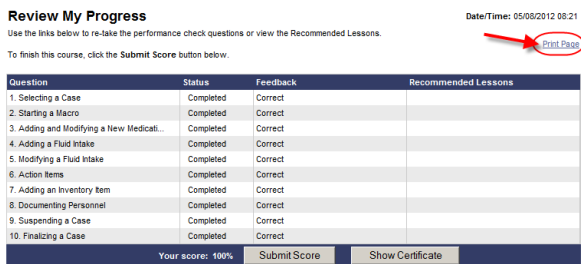 Review My Progress
Date/Time: 05/08/2012 08:21
Use the links below to re-take the performance check questions or view the Recommended Lessons.
Print Page
To finish this course, click the Submit Score button below.
Question Status Feedback Recommended Lessons
1. Selecting a Case Completed Correct
2. Starting a Macro Completed Correct
3. Adding and Modifying a New Medicati... Completed Correct
4. Adding a Fluid Intake Completed Correct
5. Modifying a Fluid Intake Completed Correct
6. Action Items Completed Correct
7. Adding an Inventory Item Completed Correct
8. Documenting Personnel Completed Correct
9. Suspending a Case Completed Correct
10. Finalizing a Case Completed Correct
Your score: 100% Submit Score Show Certificate